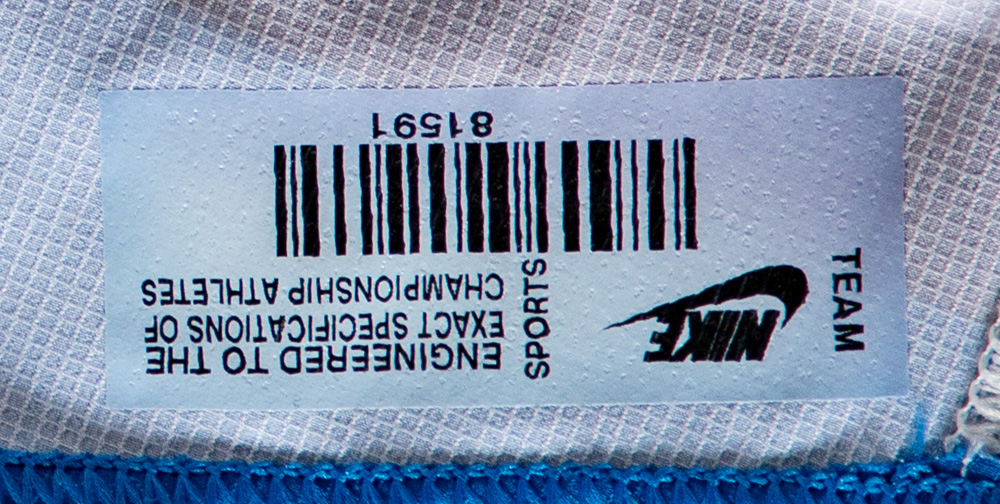 TEAM
NIKE
SPORTS
ENGINEERED TO THE
EXACT SPECIFICATIONS OF
CHAMPIONSHIP ATHLETES
81591